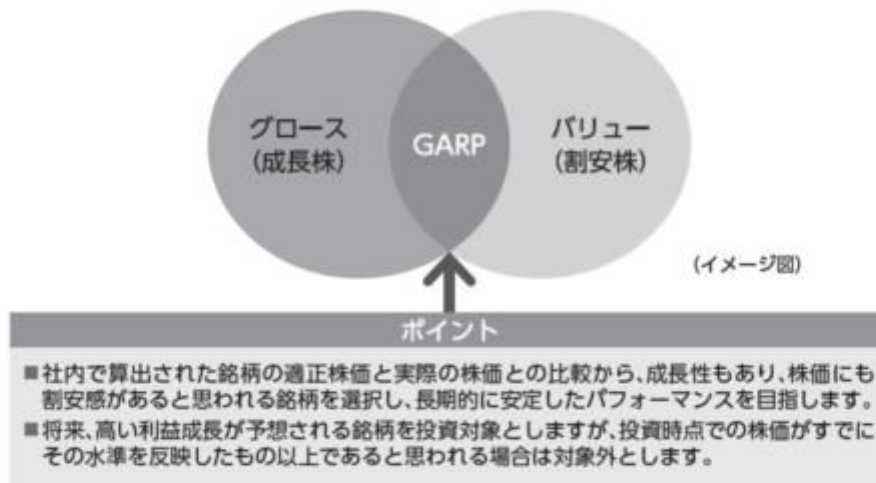 グロース
(成長株)
GARP
バリュー
(割安株)
(イメージ図)
ポイント
■社内で算出された銘柄の適正株価と実際の株価との比較から、成長性もあり、株価にも
割安感があると思われる銘柄を選択し、長期的に安定したパフォーマンスを目指します。
■将来、高い利益成長が予想される銘柄を投資対象としますが、投資時点での株価がすでに
その水準を反映したもの以上であると思われる場合は対象外とします。